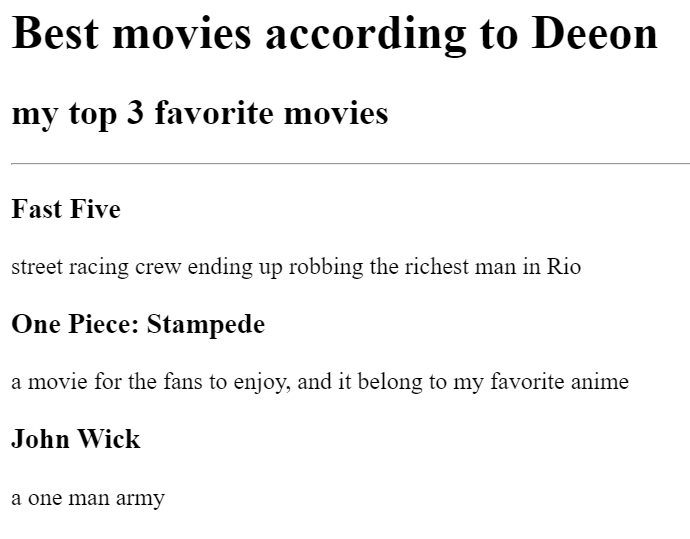 Best movies according to Deeon
my top 3 favorite movies
Fast Five
street racing crew ending up robbing the richest man in Rio
One Piece: Stampede
a movie for the fans to enjoy, and it belong to my favorite anime
John Wick
a one man army